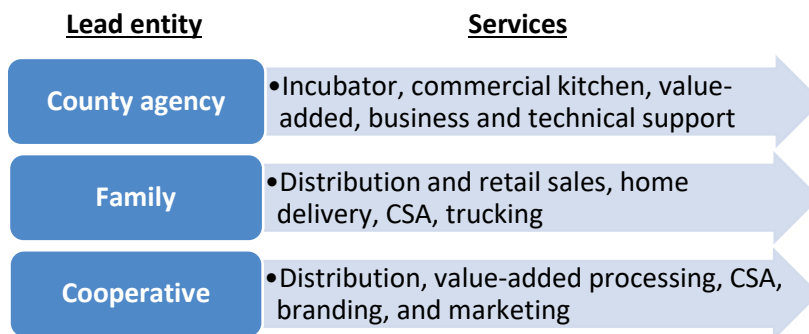 Lead entity Services
County agency
•Incubator, commercial kitchen, value-
added, business and technical support
Family
•Distribution and retail sales, home
delivery, CSA, trucking
Cooperative
•Distribution, value-added processing, CSA,
branding, and marketing